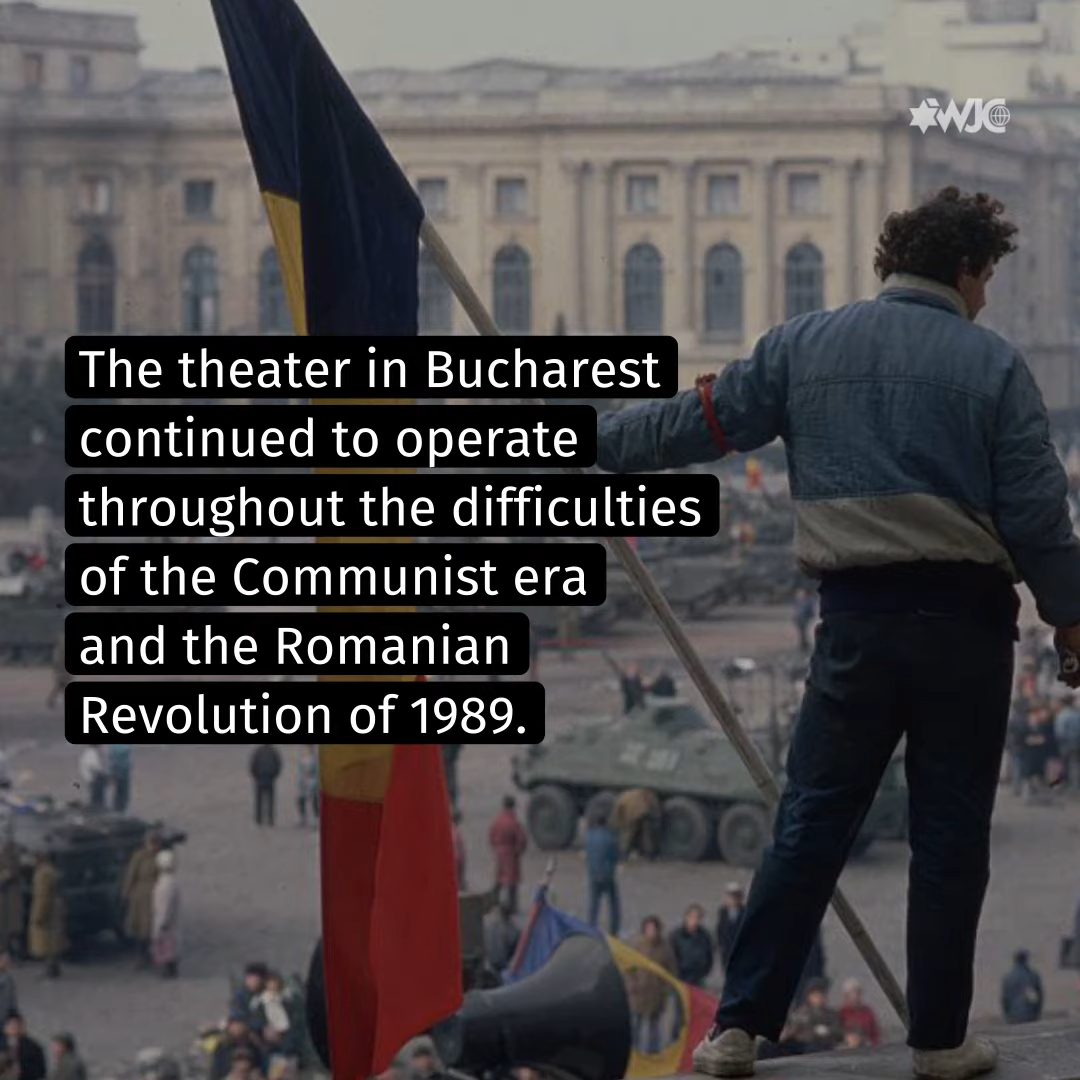 WJC
The theater in Bucharest
continued to operate
throughout the difficulties
of the Communist era
and the Romanian
Revolution of 1989.